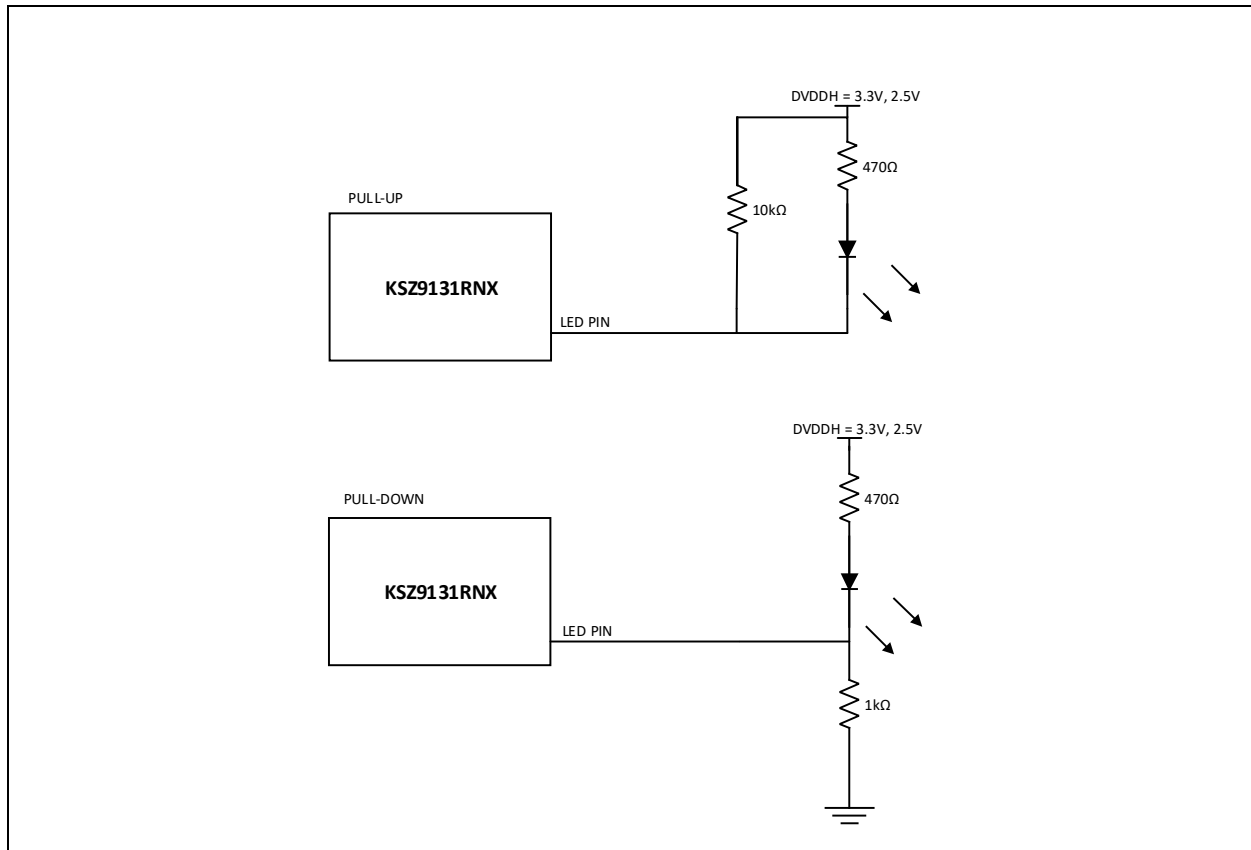 DVDDH = 3.3V, 2.5V
470Ω
PULL-UP
10kΩ
KSZ9131RNX
LED PIN
DVDDH = 3.3V, 2.5V
470Ω
PULL-DOWN
KSZ9131RNX
LED PIN
1kΩ